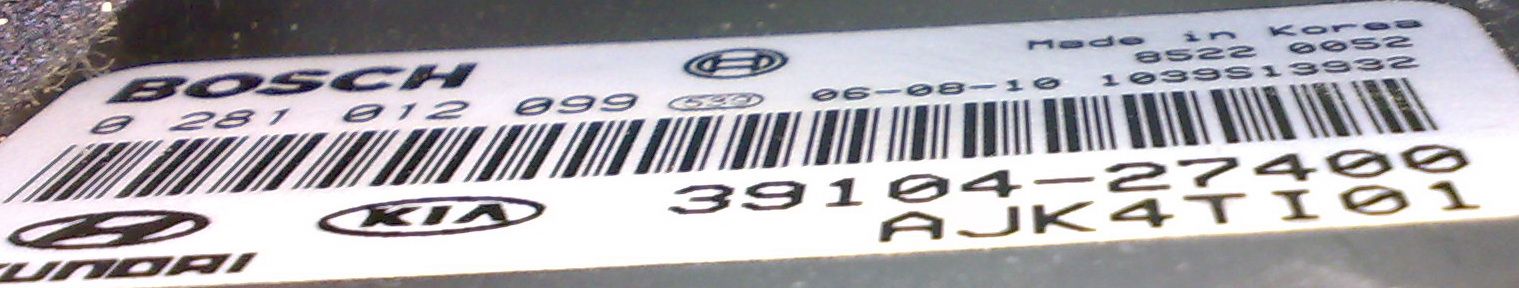 BOSCH
Made in Korea
8522 0052
0 281 012 099 539 06-08-10 1039S13932
39104-27400
KIA
AJK4TI01
HYUNDAI